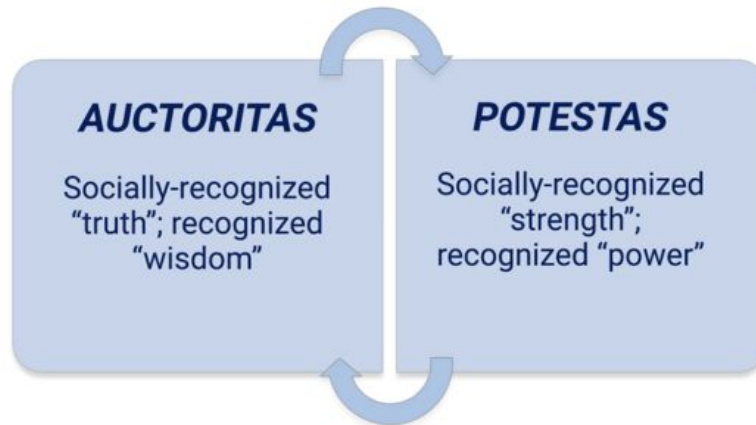 AUCTORITAS
Socially-recognized
“truth”; recognized
“wisdom”
POTESTAS
Socially-recognized
“strength”;
recognized “power”